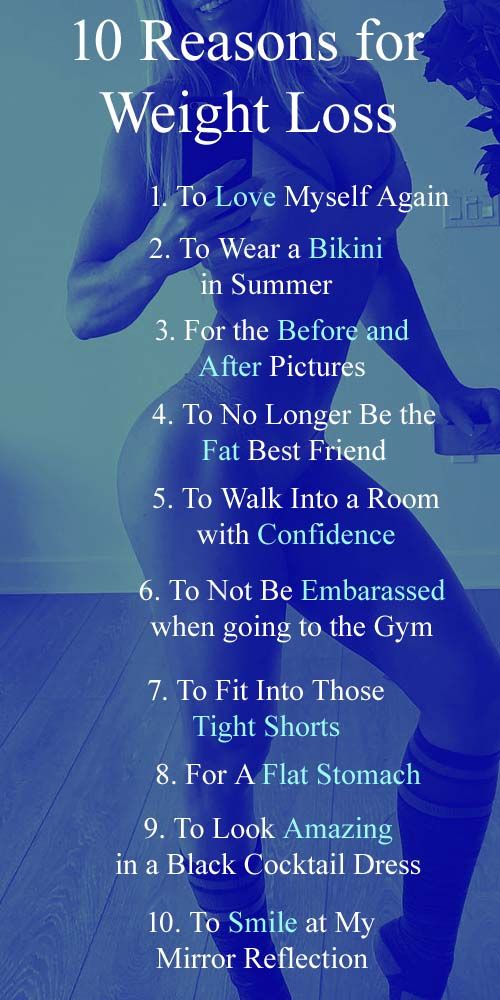 10 Reasons for
Weight Loss
1. To Love Myself Again
2. To Wear a Bikini
in Summer
3. For the Before and
After Pictures
4. To No Longer Be the
Fat Best Friend
5. To Walk Into a Room
with Confidence
6. To Not Be Embarassed
when going to the Gym
7. To Fit Into Those
Tight Shorts
8. For A Flat Stomach
9. To Look Amazing
in a Black Cocktail Dress
10. To Smile at My
Mirror Reflection